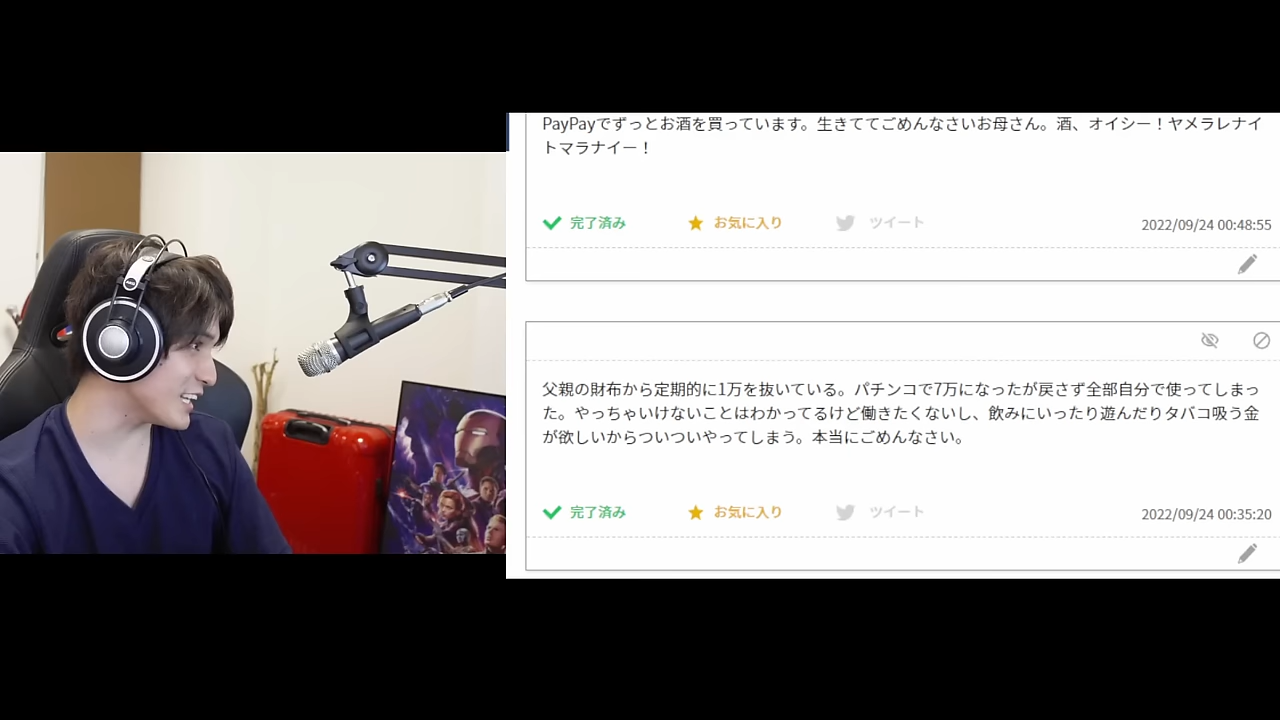 PayPayでずっとお酒を買っています。生きててごめんなさいお母さん。酒、オイシー！ヤメラレナイ
トマラナイー！
完了済み お気に入り ツイート 2022/09/24 00:48:55
父親の財布から定期的に1万を抜いている。パチンコで7万になったが戻さず全部自分で使ってしまっ
た。やっちゃいけないことはわかってるけど働きたくないし、飲みにいったり遊んだりタバコ吸う金
が欲しいからついついやってしまう。本当にごめんなさい。
完了済み お気に入り ツイート 2022/09/24 00:35:20